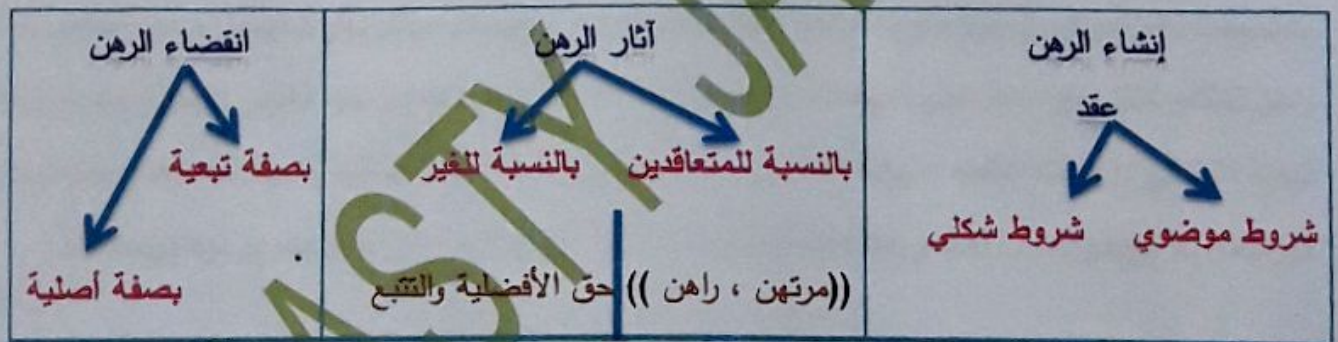 إنشاء الرهن
عقد
شروط موضوي
شروط شكلي
آثار الرهن
بالنسبة للمتعاقدين
بالنسبة للغير
((مرتهن ، راهن ))
حق الأفضلية والتتبع
انقضاء الرهن
بصفة تبعية
بصفة أصلية